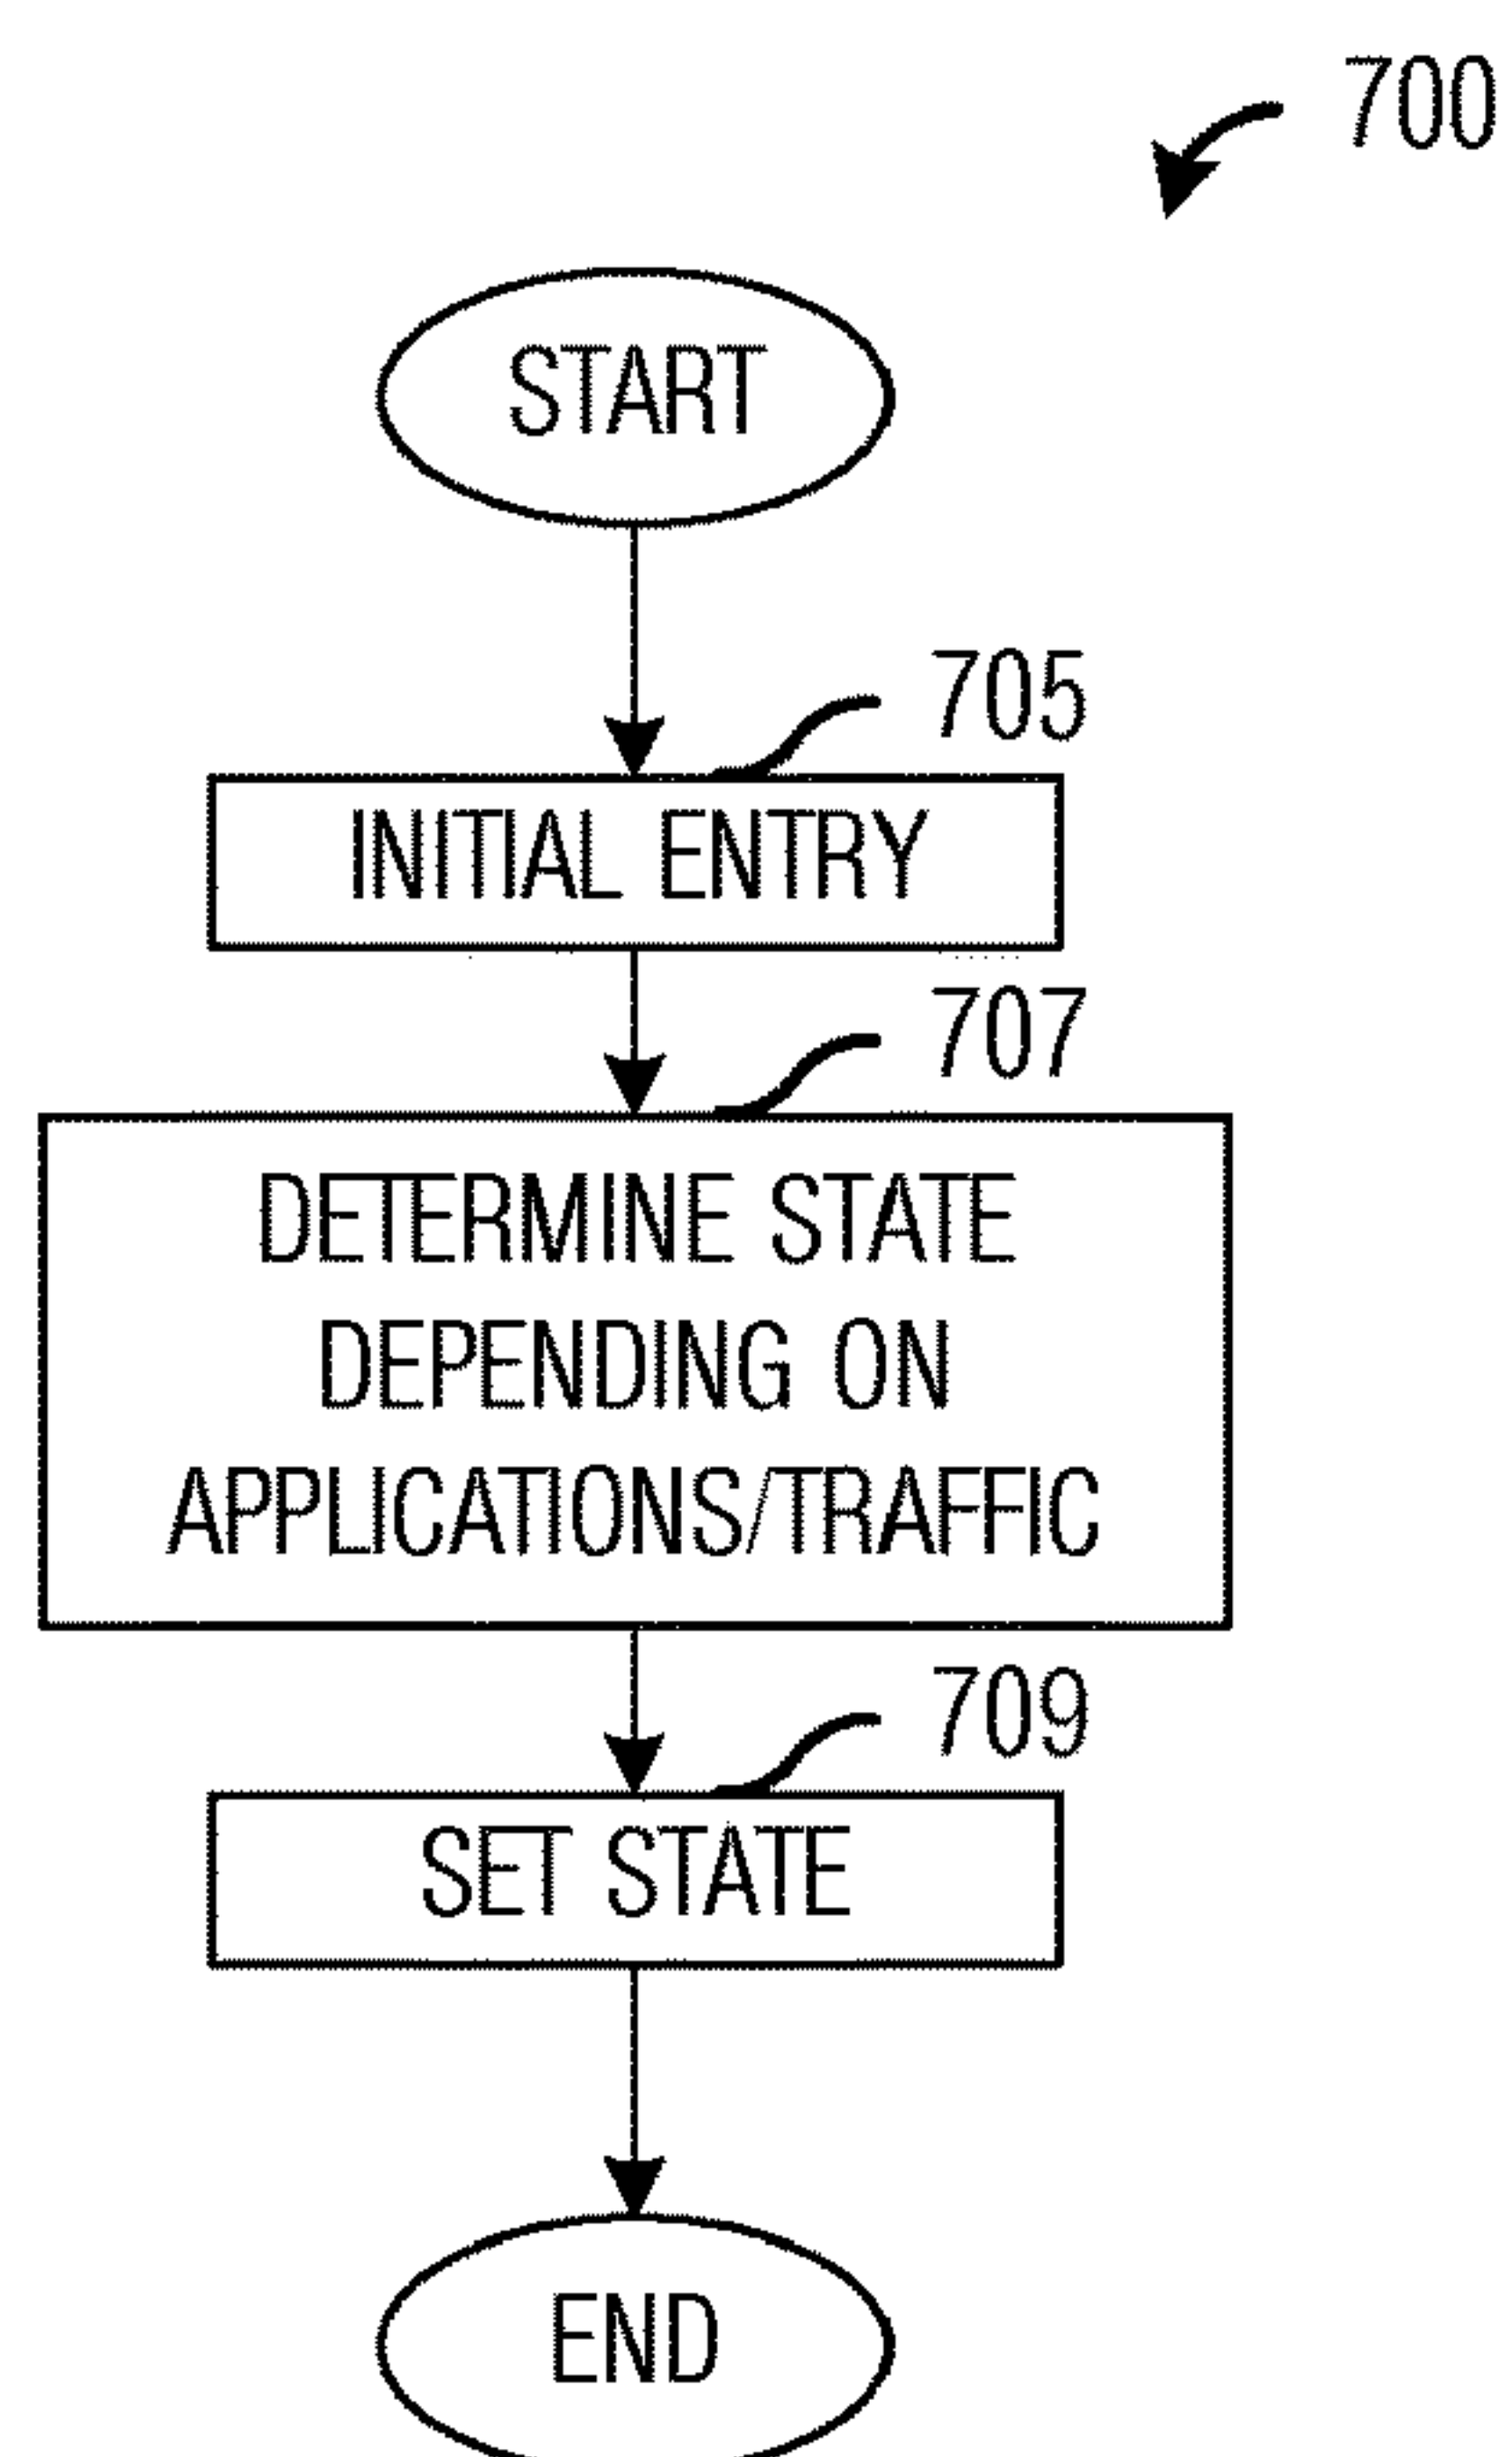 700
START
705
INITIAL ENTRY
707
DETERMINE STATE
DEPENDING ON
APPLICATIONS/TRAFFIC
709
SET STATE
END